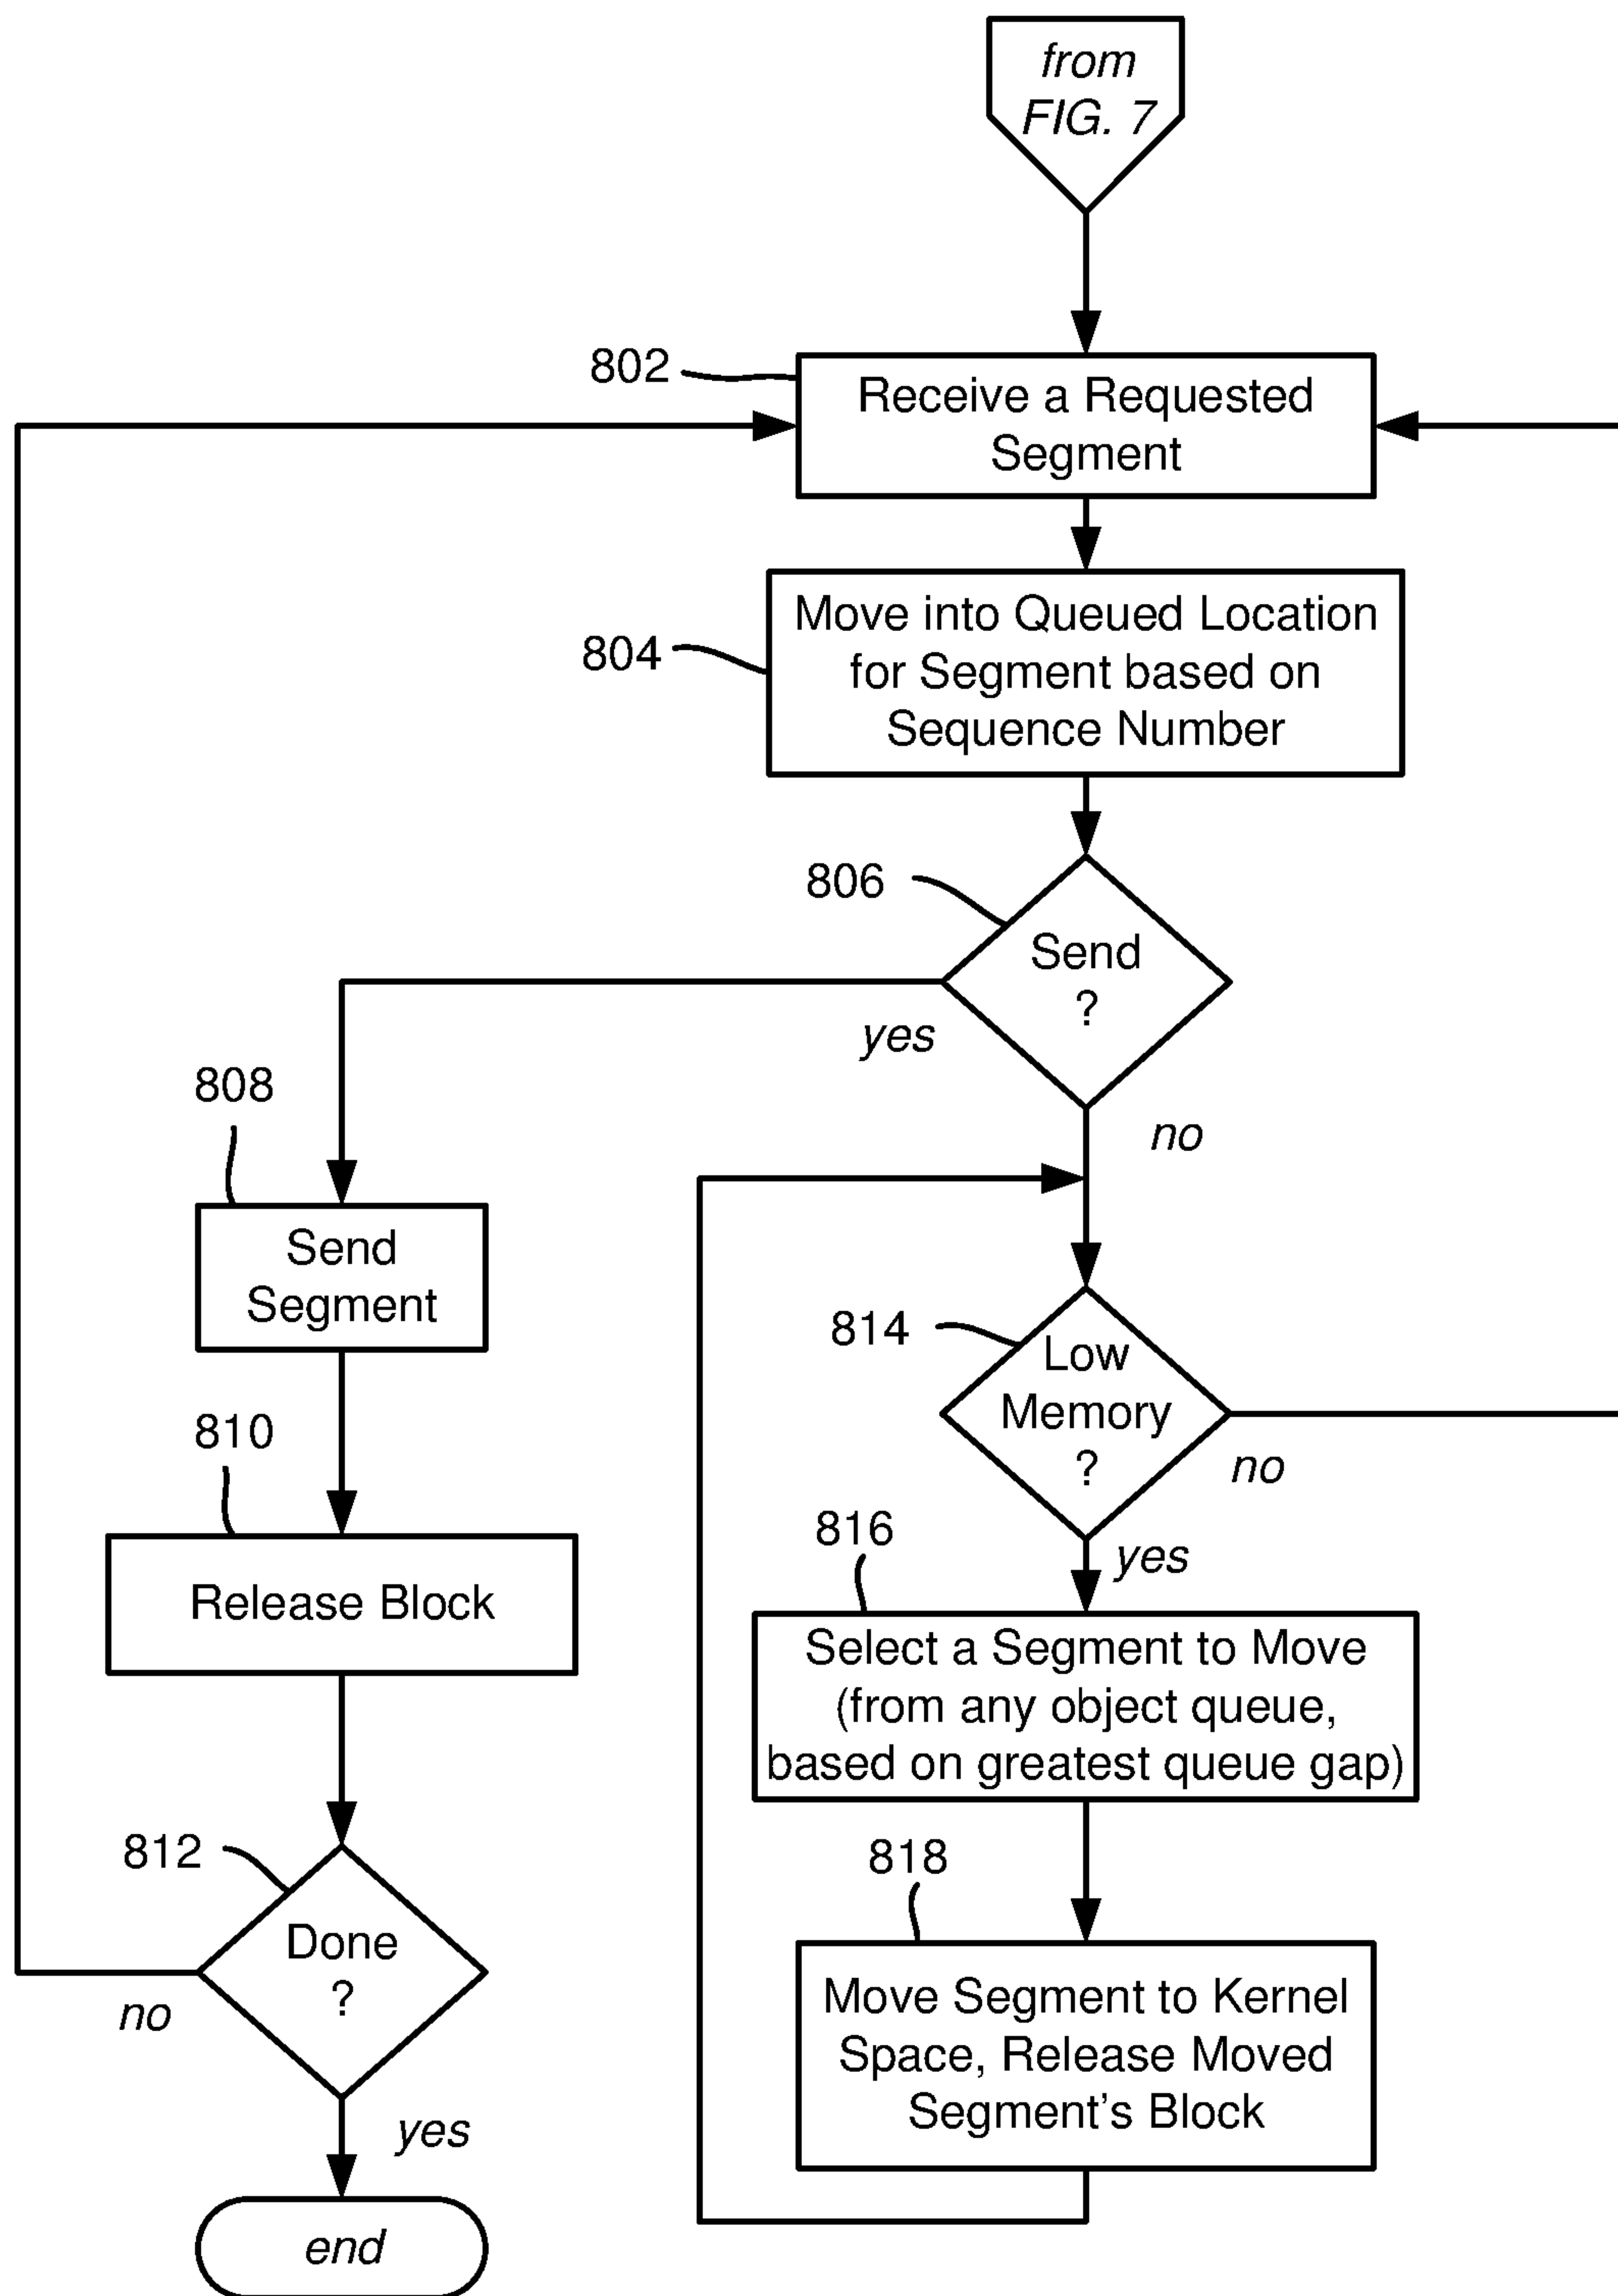 from
FIG. 7
802
Receive a Requested
Segment
804
Move into Queued Location
for Segment based on
Sequence Number
806
Send
?
yes
no
808
Send
Segment
810
Release Block
812
Done
?
no
yes
end
814
Low
Memory
?
no
yes
816
Select a Segment to Move
(from any object queue,
based on greatest queue gap)
818
Move Segment to Kernel
Space, Release Moved
Segment's Block